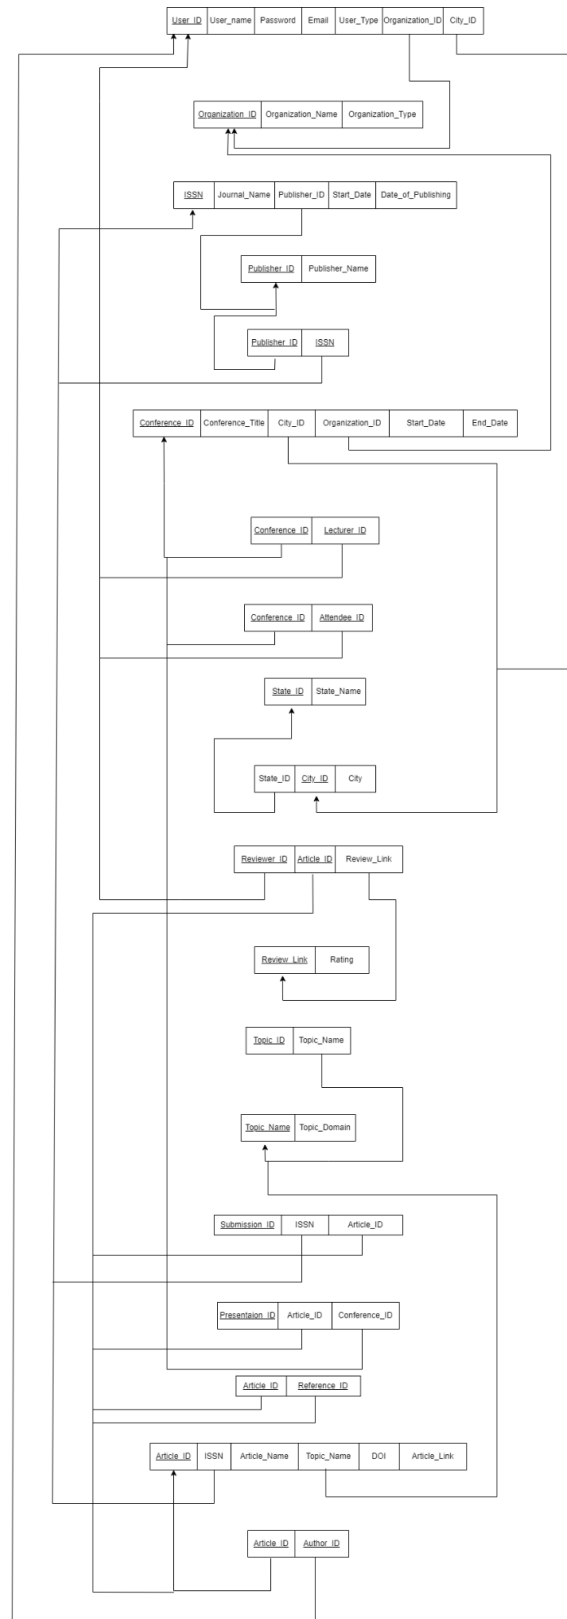 User_ID User_name Password Email User_Type Organization_ID City_ID
Organization_ID Organization_Name Organization_Type
ISSN Journal_Name Publisher_ID Start_Date Date_of_Publishing
Publisher_ID Publisher_Name
Publisher_ID ISSN
Conference_ID Conference_Title City_ID Organization_ID Start_Date End_Date
Conference_ID Lecturer_ID
Conference_ID Attendee_ID
State_ID State_Name
State_ID City_ID City
Reviewer_ID Article_ID Review_Link
Review_Link Rating
Topic_ID Topic_Name
Topic_Name Topic_Domain
Submission_ID ISSN Article_ID
Presentaion_ID Article_ID Conference_ID
Article_ID Reference_ID
Article_ID ISSN Article_Name Topic_Name DOI Article_Link
Article_ID Author_ID